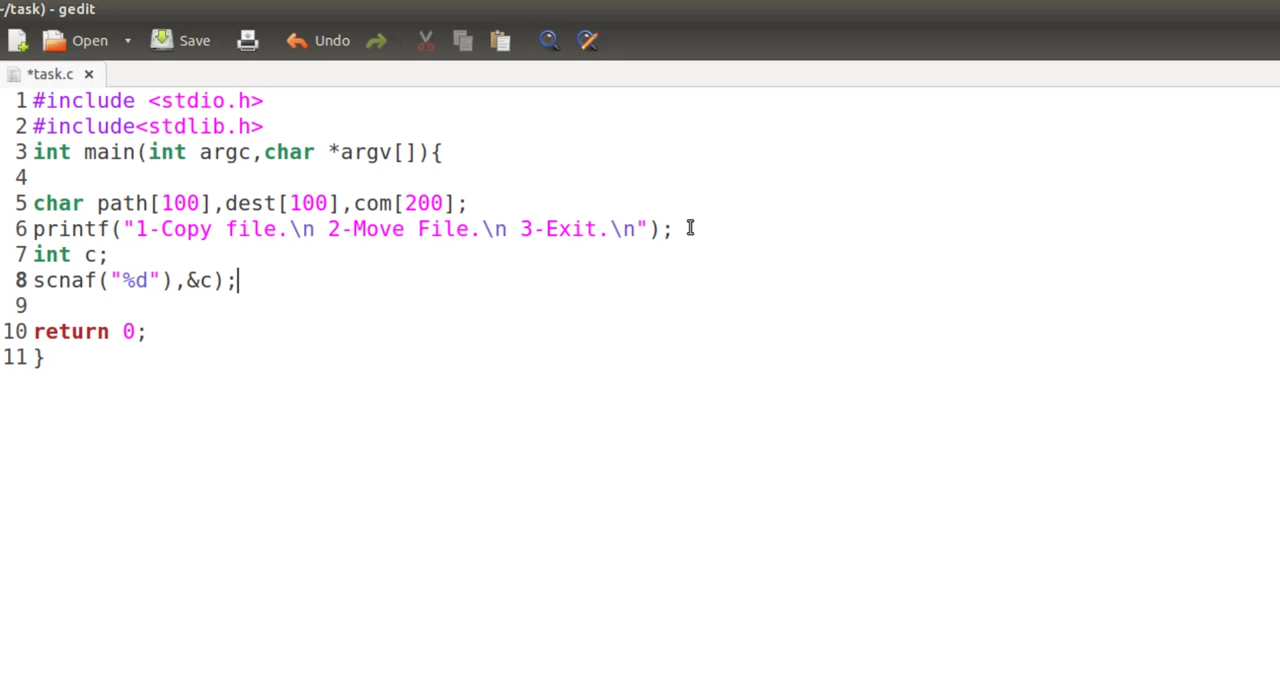 ~/task) - gedit
Open Save Undo
*task.c ×
1 #include <stdio.h>
2 #include<stdlib.h>
3 int main(int argc,char *argv[]){
4
5 char path[100],dest[100],com[200];
6 printf("1-Copy file.\n 2-Move File.\n 3-Exit.\n");
7 int c;
8 scnaf("%d"),&c);
9
10 return 0;
11 }